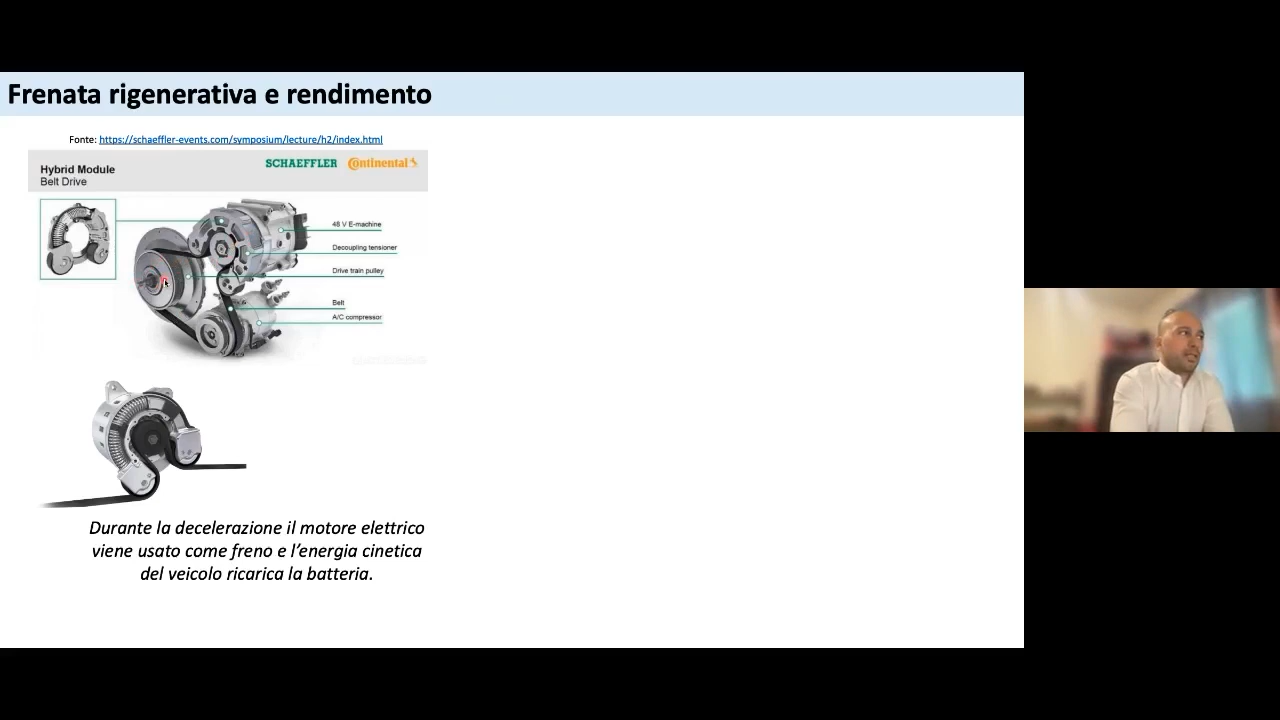 Frenata rigenerativa e rendimento
Fonte: https://schaeffler-events.com/symposium/lecture/h2/index.html
Hybrid Module
Belt Drive
SCHAEFFLER Continental
48 V E-machine
Decoupling tensioner
Drive train pulley
Belt
A/C compressor
Durante la decelerazione il motore elettrico
viene usato come freno e l’energia cinetica
del veicolo ricarica la batteria.